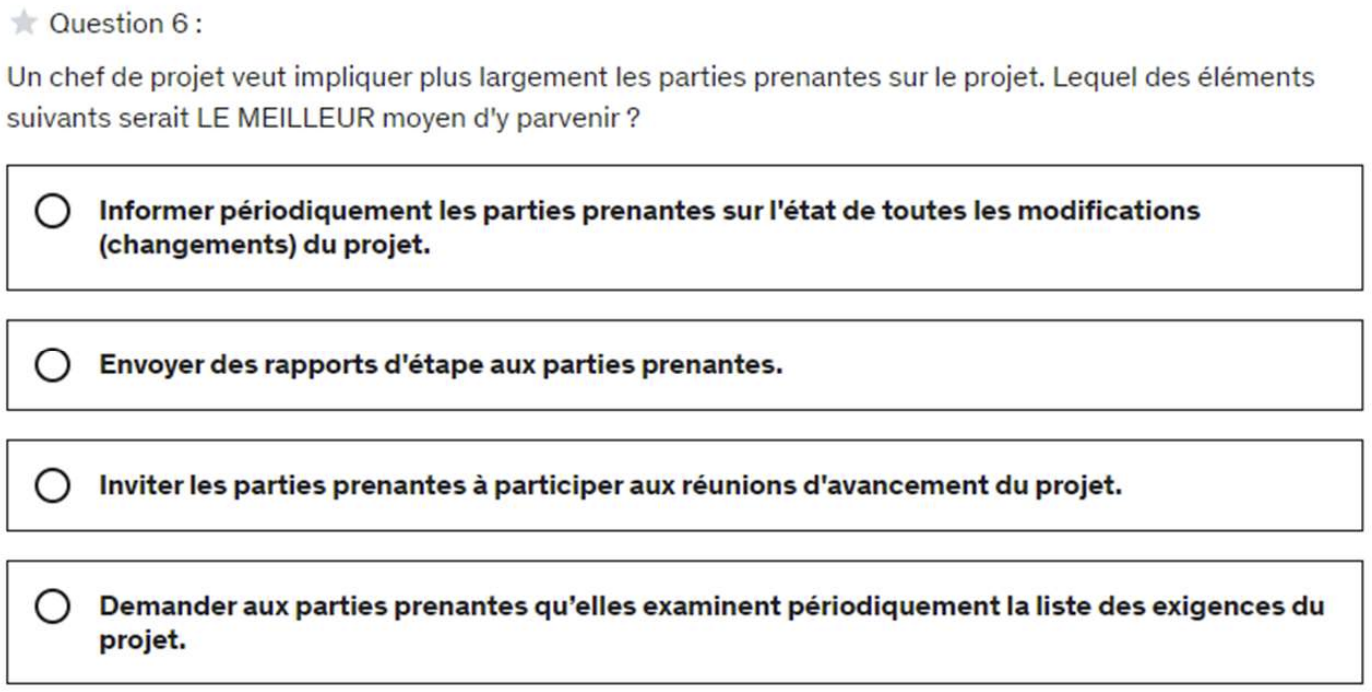 Question 6 :
Un chef de projet veut impliquer plus largement les parties prenantes sur le projet. Lequel des éléments
suivants serait LE MEILLEUR moyen d'y parvenir ?
Informer périodiquement les parties prenantes sur l'état de toutes les modifications
(changements) du projet.
Envoyer des rapports d'étape aux parties prenantes.
Inviter les parties prenantes à participer aux réunions d'avancement du projet.
Demander aux parties prenantes qu’elles examinent périodiquement la liste des exigences du
projet.